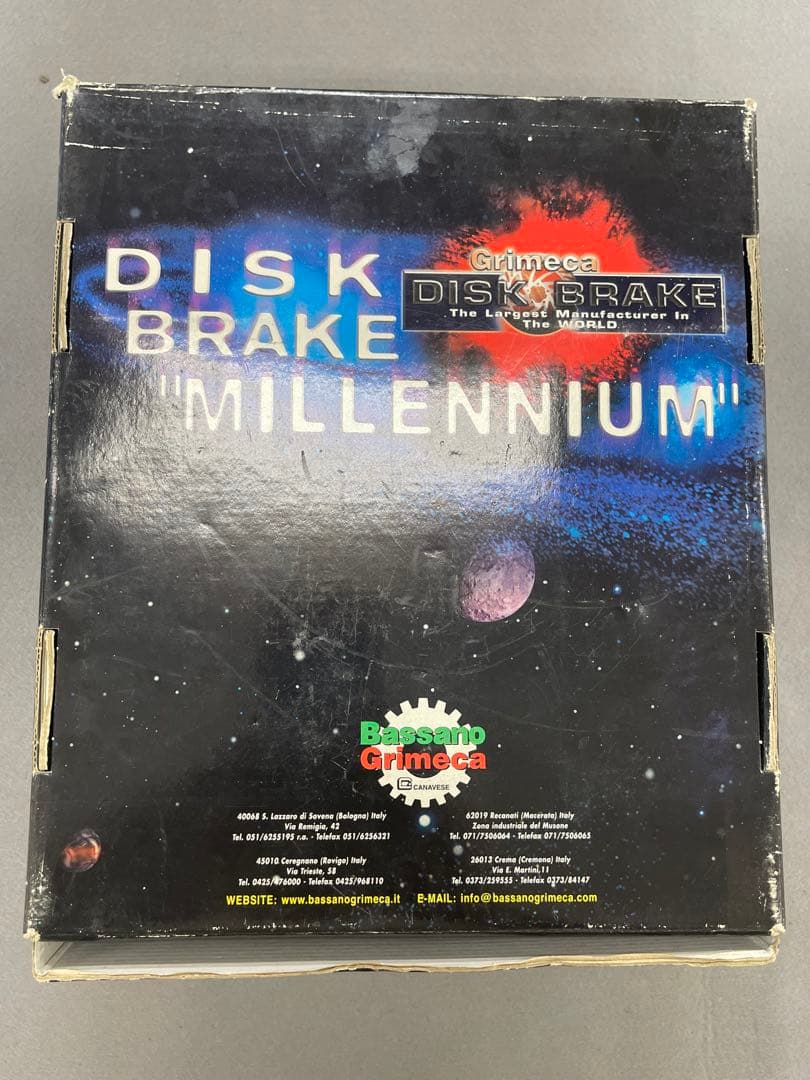 DISK
BRAKE
"MILLENNIUM"
Grimeca
DISK BRAKE
The Largest Manufacturer In
The WORLD
Bassano
Grimeca
CANAVESE
40068 S. Lazzaro di Savena (Bologna) Italy
Via Remigia, 42
Tel. 051/6255195 r.a. - Telefax 051/6256321
62019 Recanati (Macerata) Italy
Zona industriale del Musone
Tel. 071/7506064 - Telefax 071/7506065
45010 Ceregnano (Rovigo) Italy
Via Trieste, 58
Tel. 0425/476000 - Telefax 0425/968110
26013 Crema (Cremona) Italy
Via E. Martini,11
Tel. 0373/259555 - Telefax 0373/84147
WEBSITE: www.bassanogrimeca.it E-MAIL: info@bassanogrimeca.com